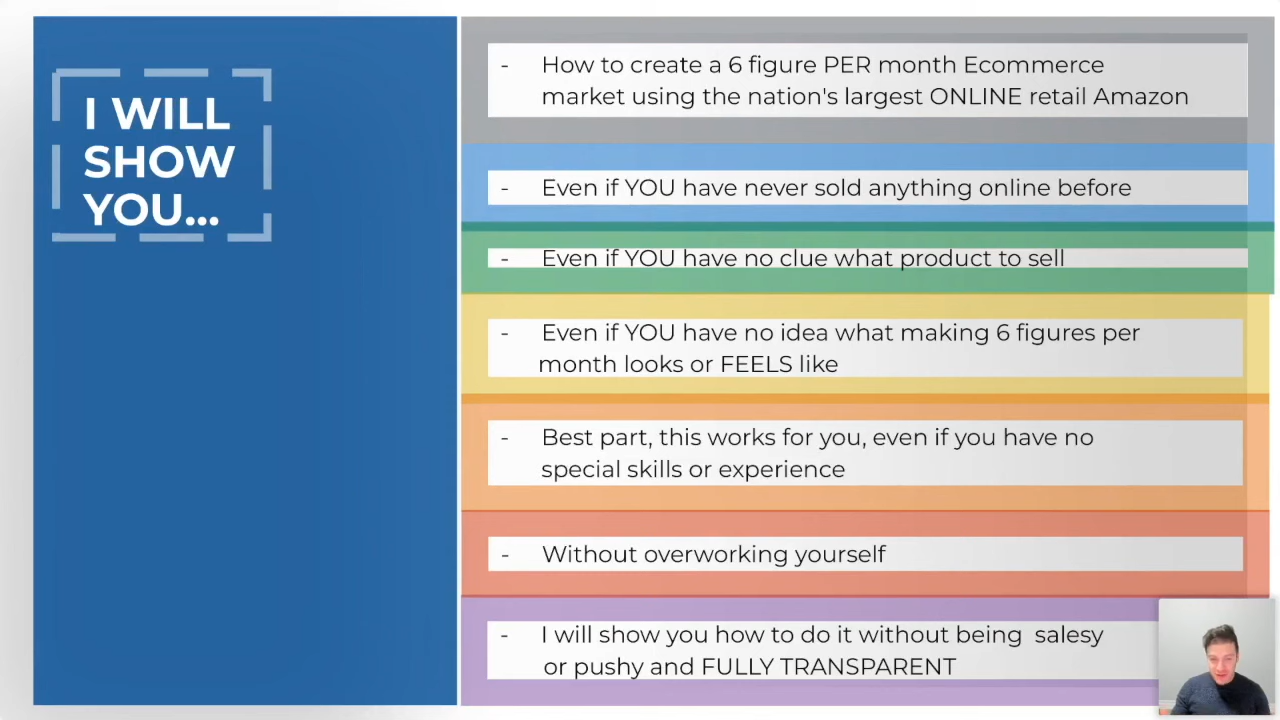 I WILL
SHOW
YOU...
- How to create a 6 figure PER month Ecommerce
market using the nation's largest ONLINE retail Amazon
- Even if YOU have never sold anything online before
- Even if YOU have no clue what product to sell
- Even if YOU have no idea what making 6 figures per
month looks or FEELS like
- Best part, this works for you, even if you have no
special skills or experience
- Without overworking yourself
- I will show you how to do it without being  salesy
or pushy and FULLY TRANSPARENT